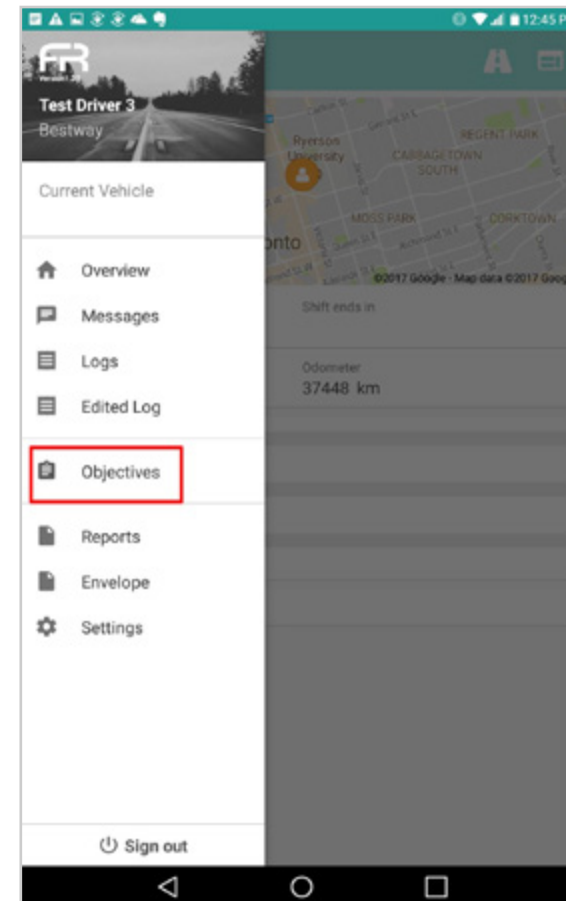 12:45 P
FR
Test Driver 3
Bestway
Current Vehicle
Overview
Messages
Logs
Edited Log
Objectives
Reports
Envelope
Settings
Sign out
Ryerson
University
CABBAGETOWN
SOUTH
REGENT PARK
MOSS PARK
CORKTOWN
onto
©2017 Google - Map data ©2017 Goog
Shift ends in
Odometer
37448 km